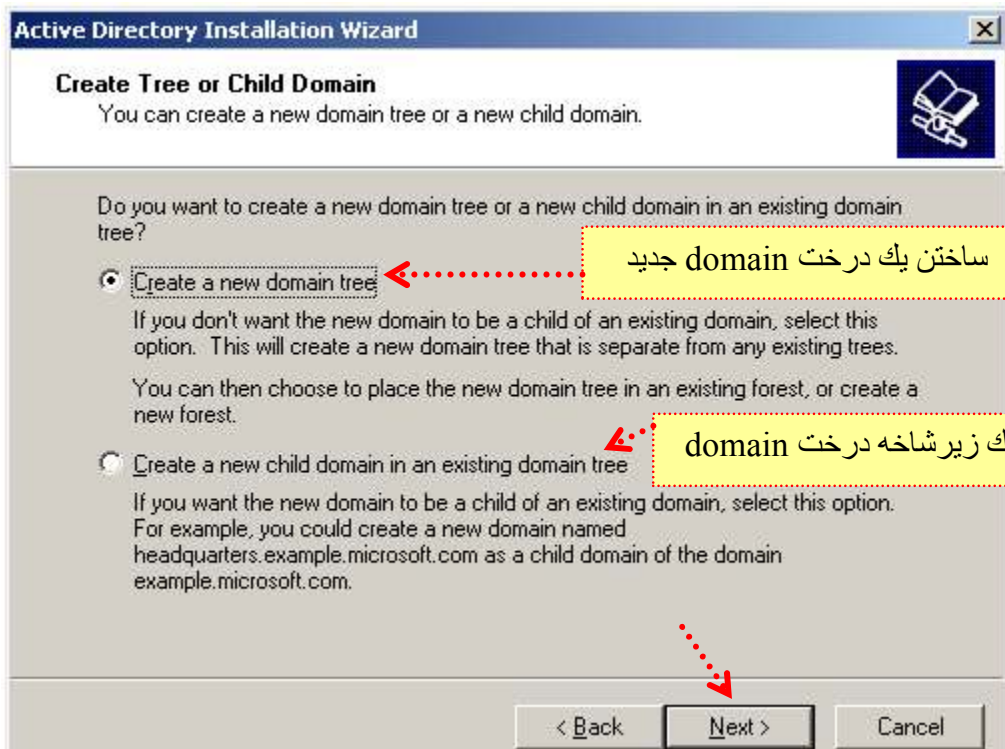 Active Directory Installation Wizard
Create Tree or Child Domain
You can create a new domain tree or a new child domain.
Do you want to create a new domain tree or a new child domain in an existing domain
tree?
ساختن يك درخت domain جديد
Create a new domain tree
If you don't want the new domain to be a child of an existing domain, select this
option. This will create a new domain tree that is separate from any existing trees.
You can then choose to place the new domain tree in an existing forest, or create a
new forest.
زيرشاخه درخت domain
Create a new child domain in an existing domain tree
If you want the new domain to be a child of an existing domain, select this option.
For example, you could create a new domain named
headquarters.example.microsoft.com as a child domain of the domain
example.microsoft.com.
< Back
Next >
Cancel